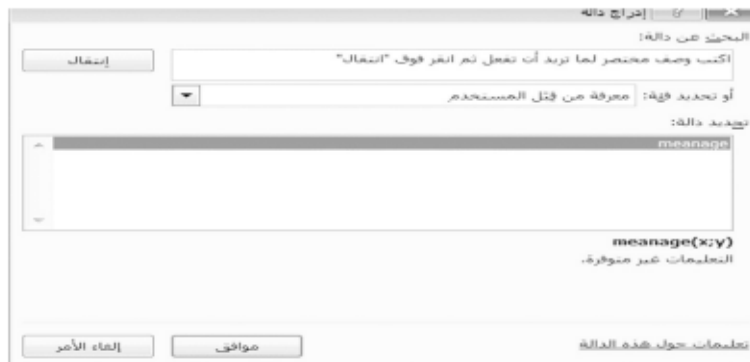 إدراج دالة
البحث عن دالة:
اكتب وصف مختصر لما تريد أن تفعل ثم انقر فوق "انتقال"
إنتقال
أو تحديد فئة: معرفة من قِبَل المستخدم
تحديد دالة:
meanage
meanage(x;y)
التعليمات غير متوفرة.
تعليمات حول هذه الدالة
موافق
إلغاء الأمر